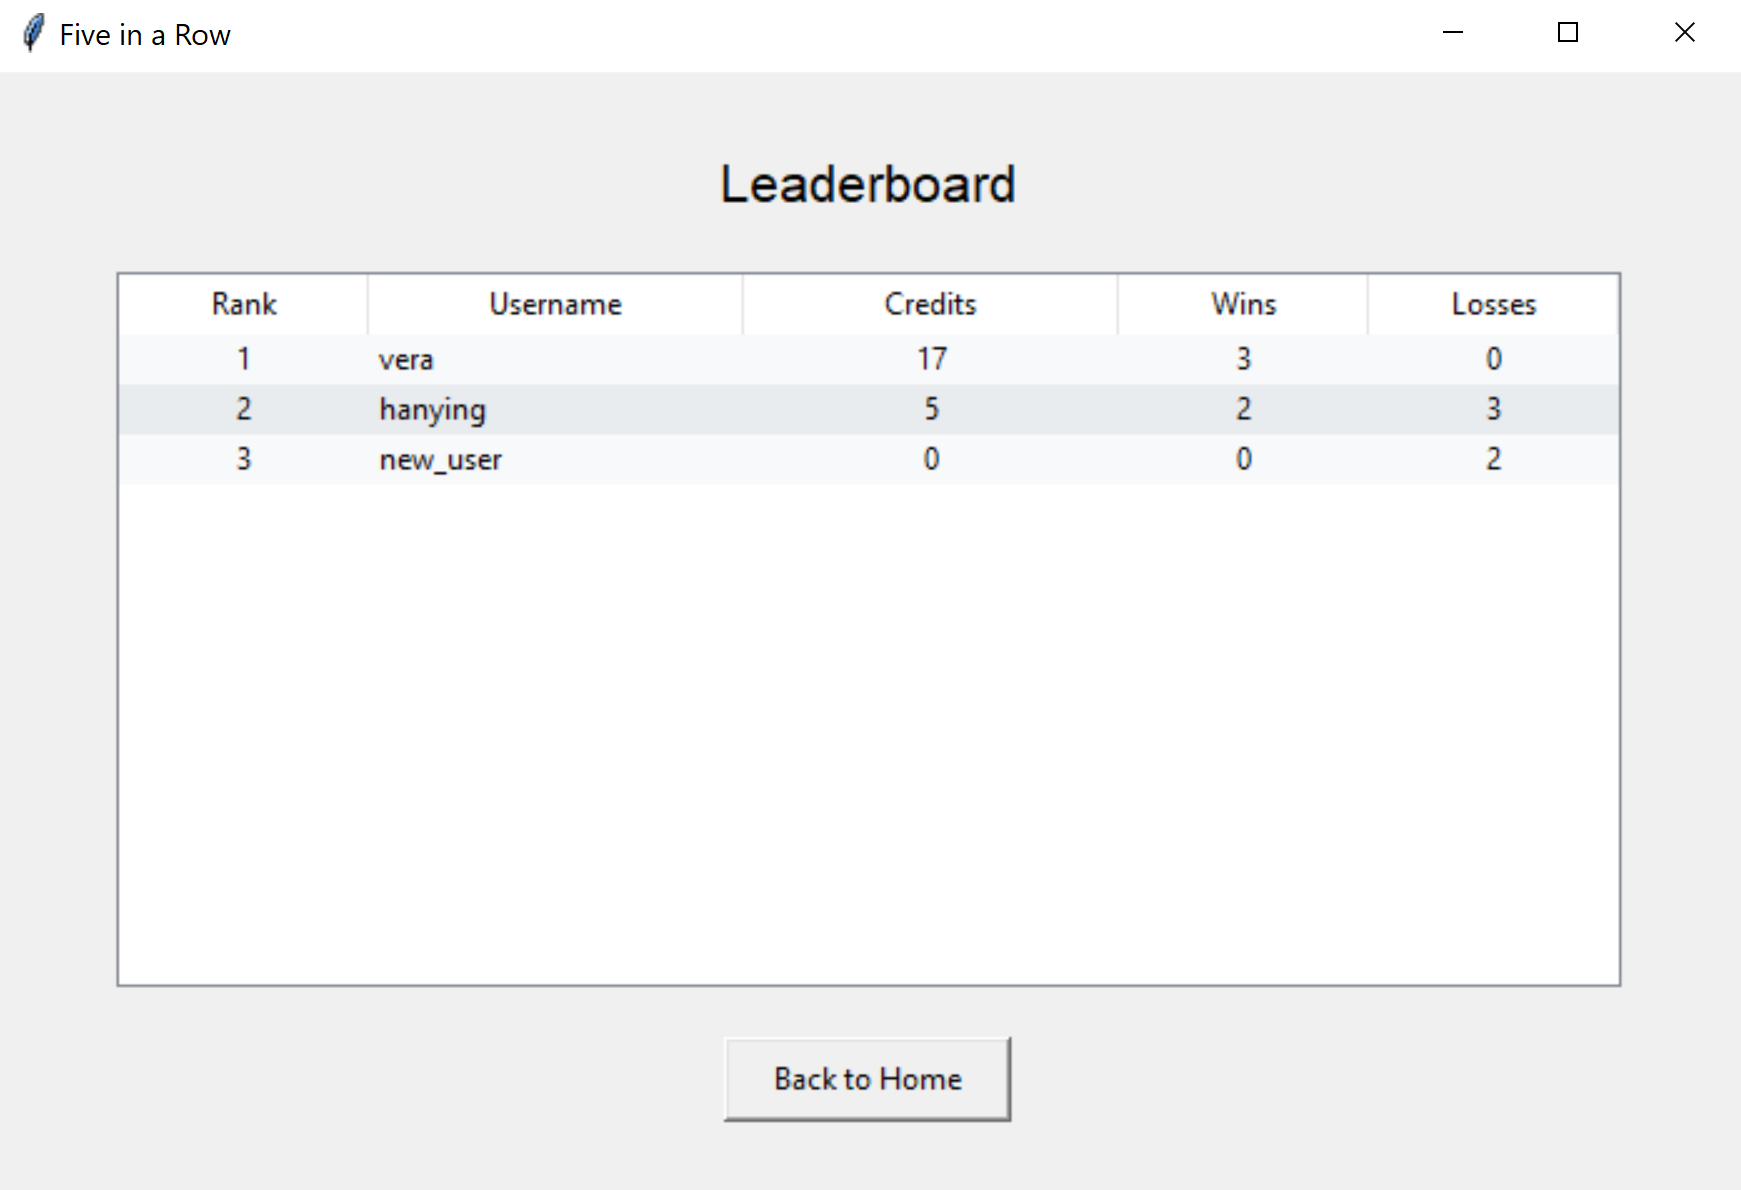 Five in a Row
Leaderboard
Rank Username Credits Wins Losses
1 vera 17 3 0
2 hanying 5 2 3
3 new_user 0 0 2
Back to Home